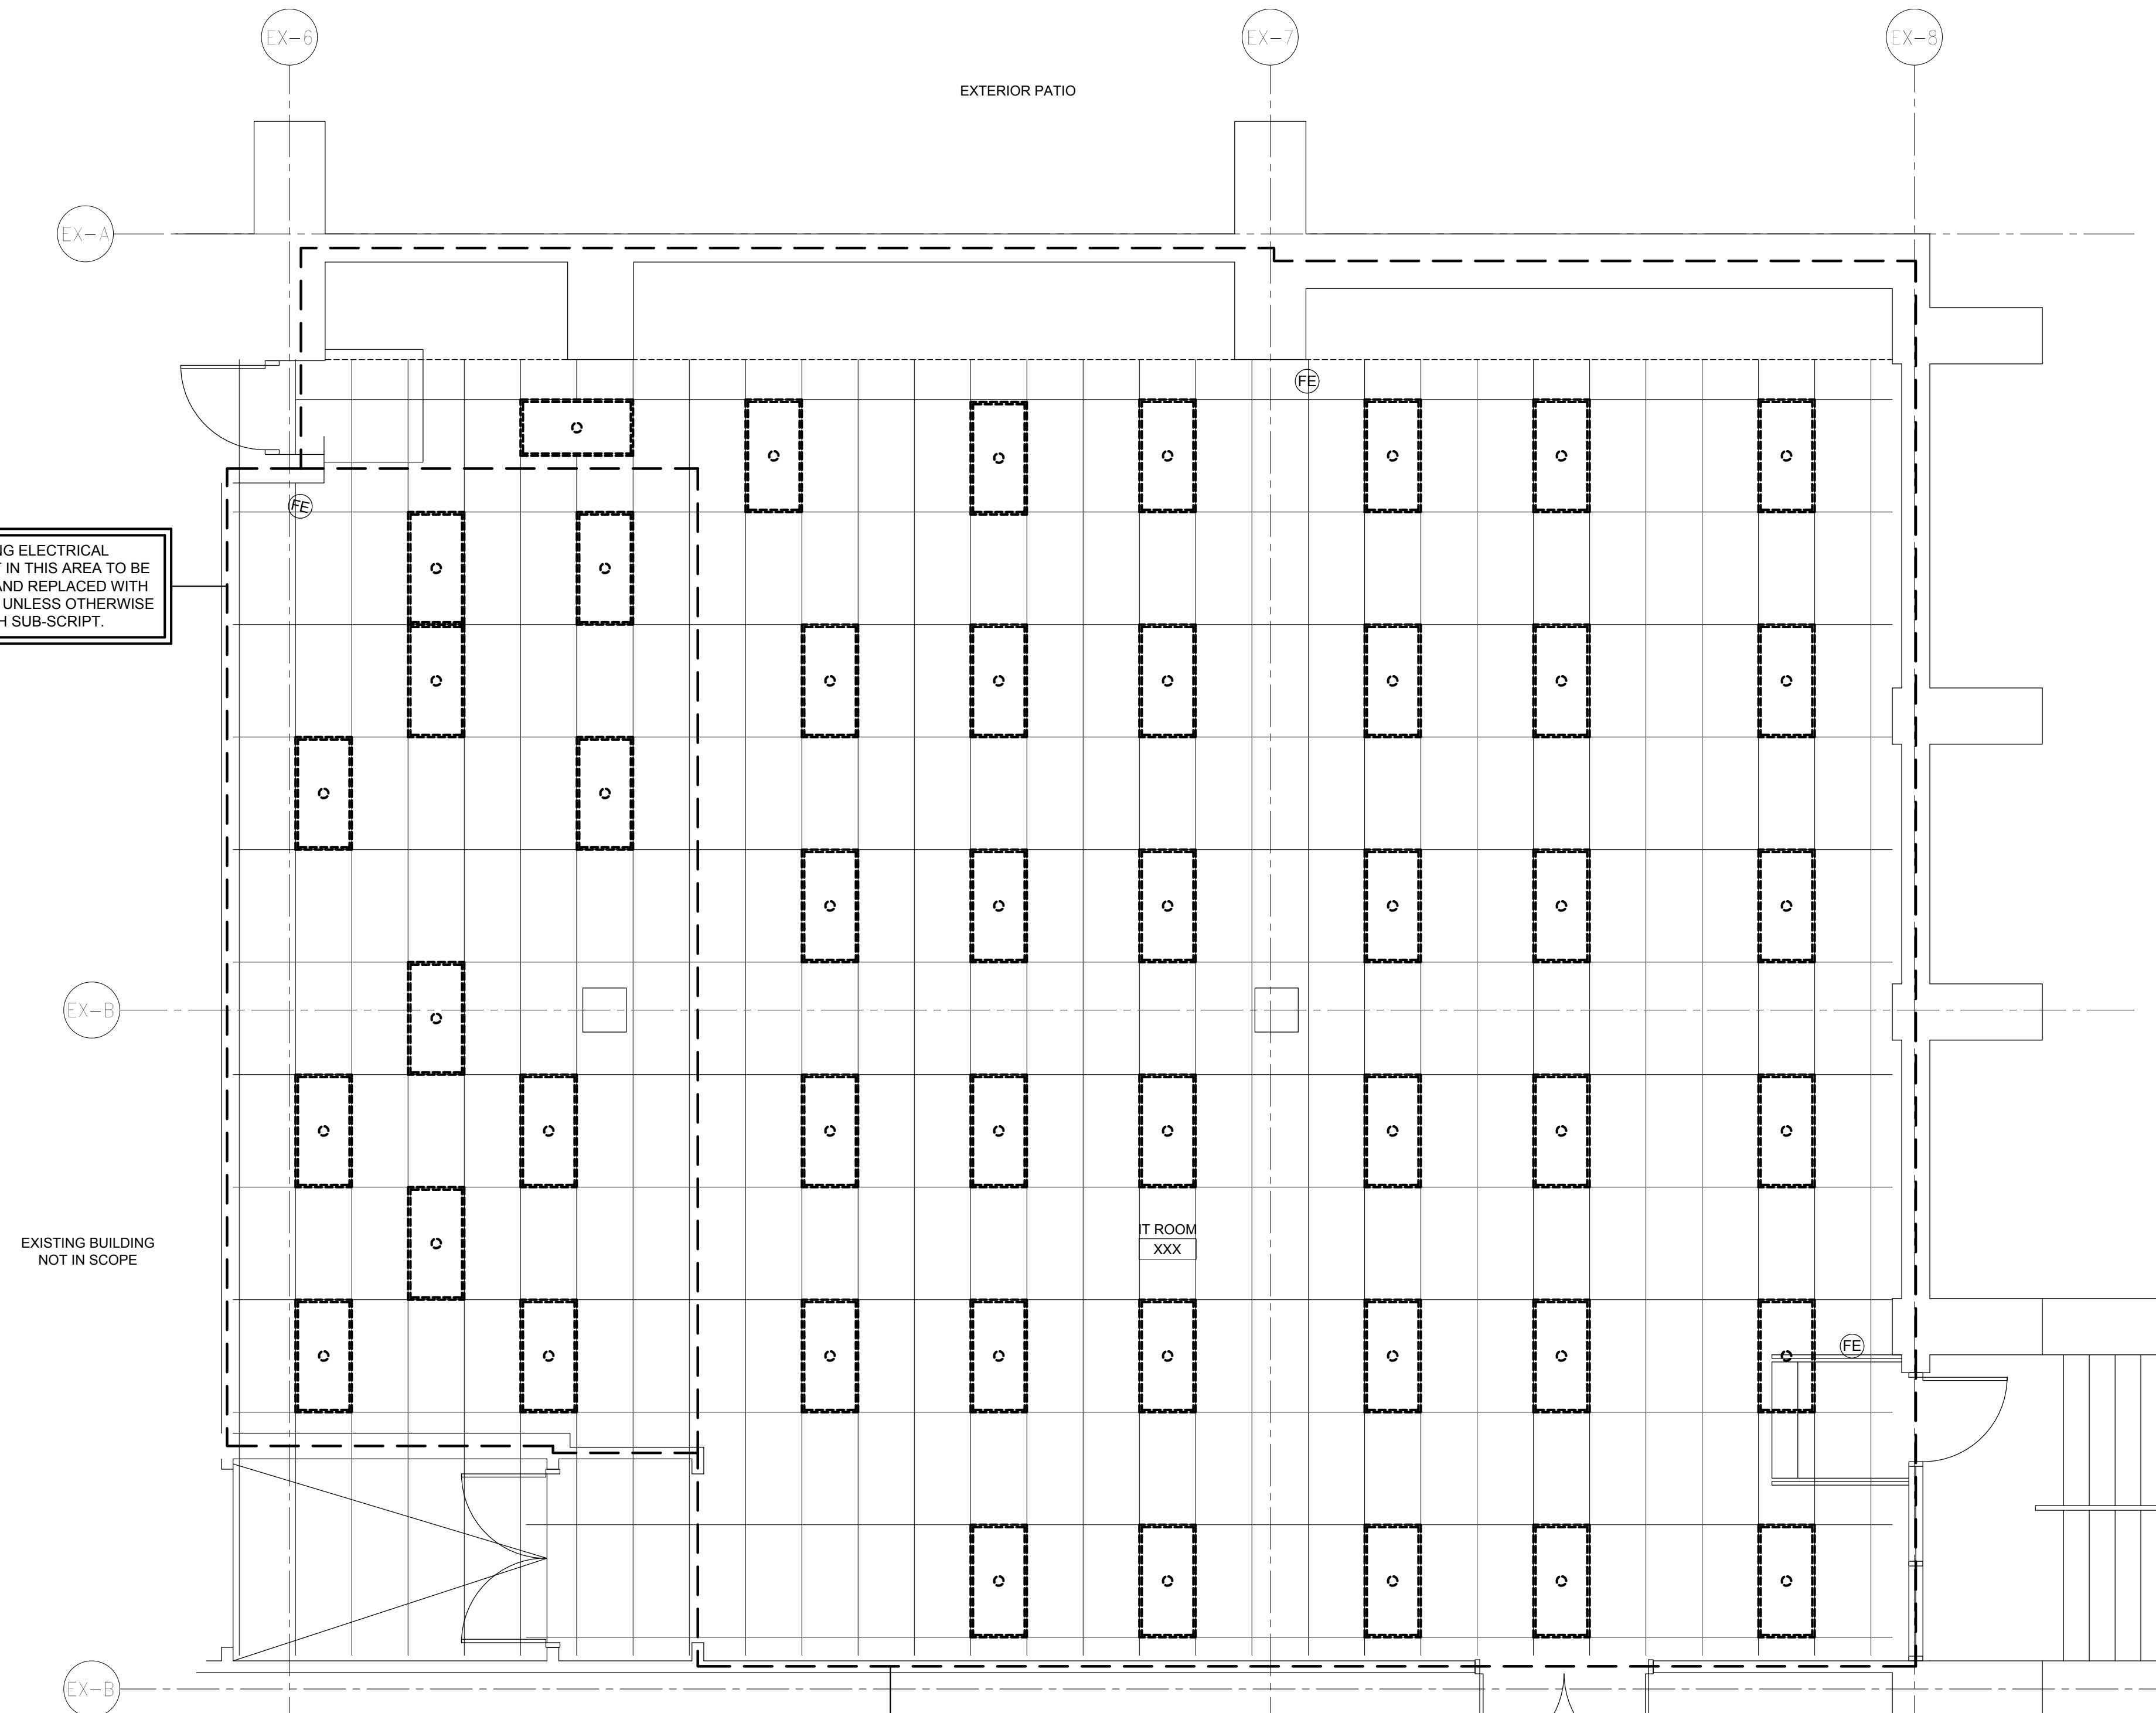 EX-6
EX-7
EX-8
EXTERIOR PATIO
EX-A
FE
FE
ELECTRICAL
IN THIS AREA TO BE
AND REPLACED WITH
UNLESS OTHERWISE
SUB-SCRIPT.
EX-B
IT ROOM
XXX
EXISTING BUILDING
NOT IN SCOPE
FE
EX-B